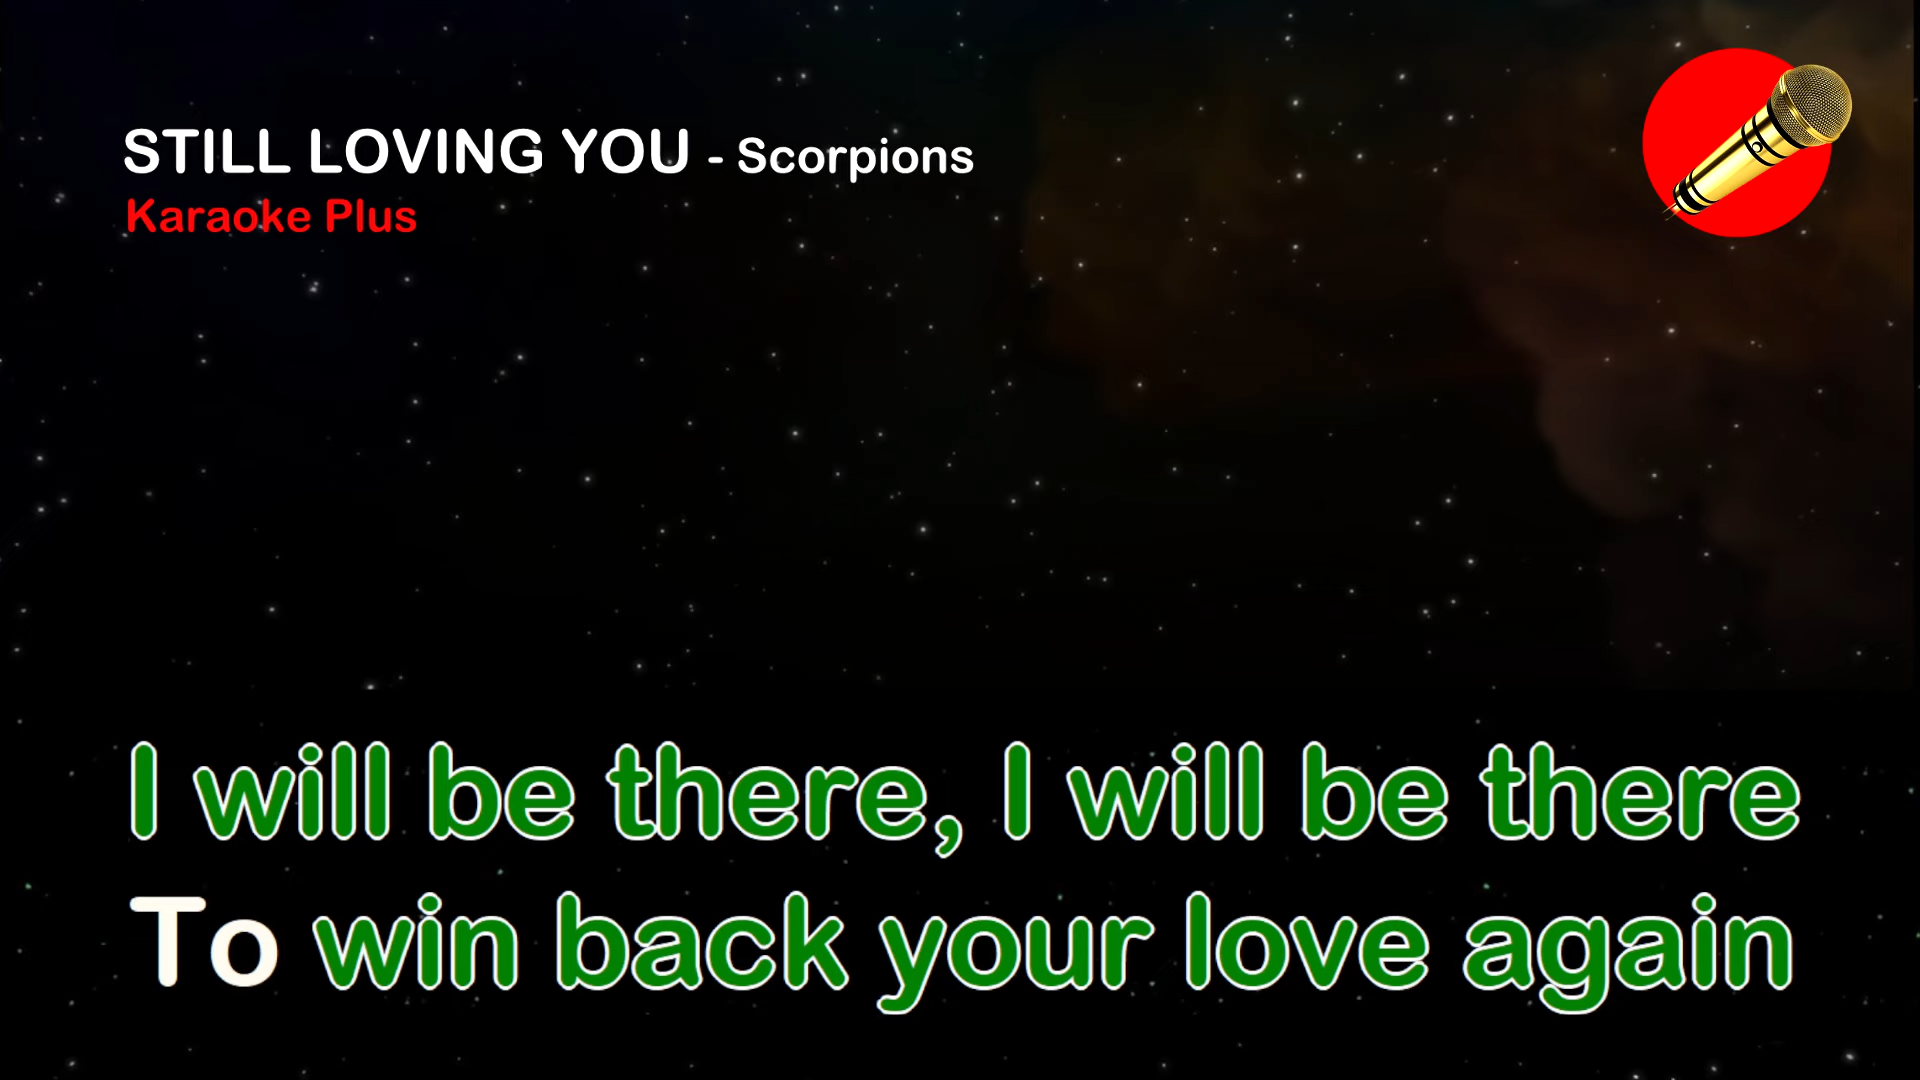 STILL LOVING YOU - Scorpions
Karaoke Plus
I will be there, I will be there
To win back your love again